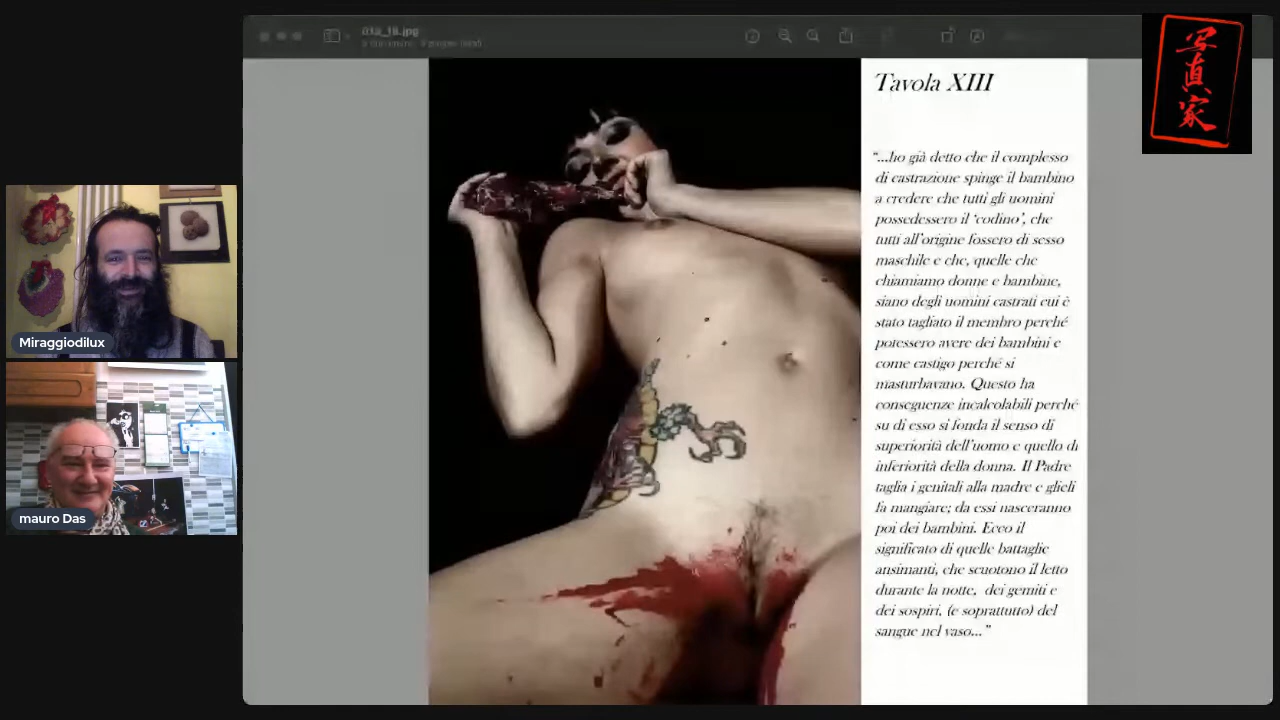 01a_18.jpg
Tavola XIII
“...ho già detto che il complesso
di castrazione spinge il bambino
a credere che tutti gli uomini
possedessero il ‘codino’, che
tutti all'origine fossero di sesso
maschile e che, quelle che
chiamiamo donne e bambine,
siano degli uomini castrati cui è
stato tagliato il membro perché
potessero avere dei bambini e
come castigo perché si
masturbavano. Questo ha
conseguenze incalcolabili perché
su di esso si fonda il senso di
superiorità dell'uomo e quello di
inferiorità della donna. Il Padre
taglia i genitali alla madre e glieli
fa mangiare; da essi nasceranno
poi dei bambini. Ecco il
significato di quelle battaglie
ansimanti, che scuotono il letto
durante la notte, dei gemiti e
dei sospiri, (e soprattutto) del
sangue nel vaso...”
写真家
Miraggiodilux
mauro Das